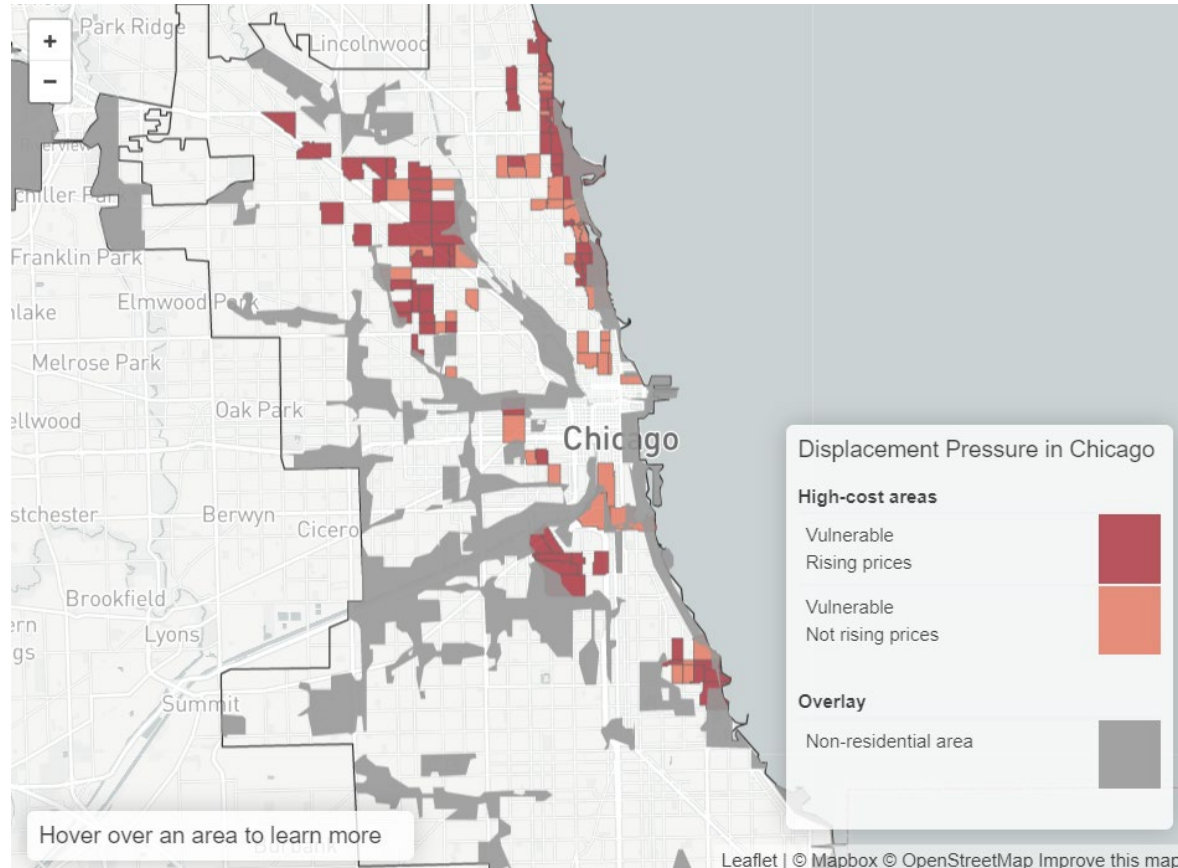 +
−
Park Ridge
Lincolnwood
Franklin Park
Elmwood Park
Melrose Park
Oak Park
Chicago
Berwyn
Cicero
Brookfield
Lyons
Summit
Displacement Pressure in Chicago
High-cost areas
Vulnerable
Rising prices
Vulnerable
Not rising prices
Overlay
Non-residential area
Hover over an area to learn more
Leaflet | © Mapbox © OpenStreetMap Improve this map